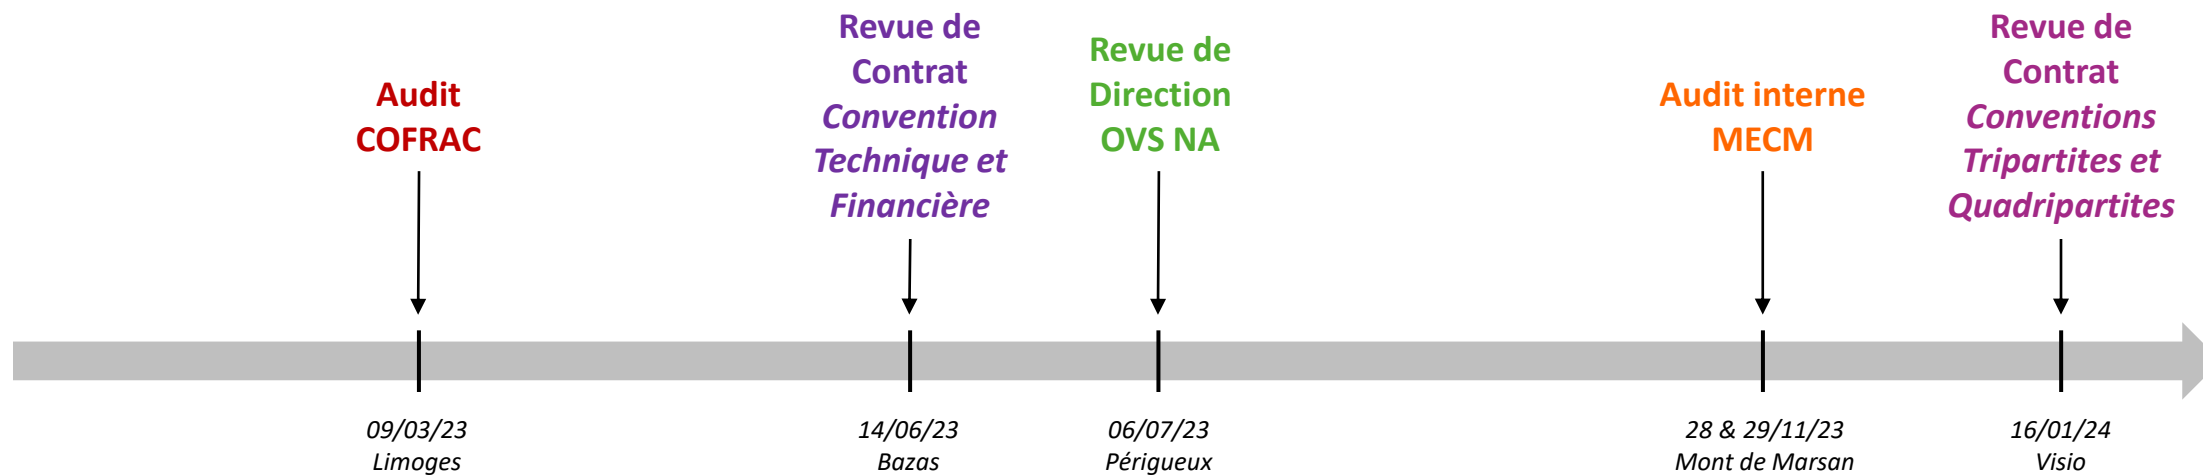 Audit
COFRAC
09/03/23
Limoges
Revue de
Contrat
Convention
Technique et
Financière
14/06/23
Bazas
Revue de
Direction
OVS NA
06/07/23
Périgueux
Audit interne
MECM
28 & 29/11/23
Mont de Marsan
Revue de
Contrat
Conventions
Tripartites et
Quadripartites
16/01/24
Visio